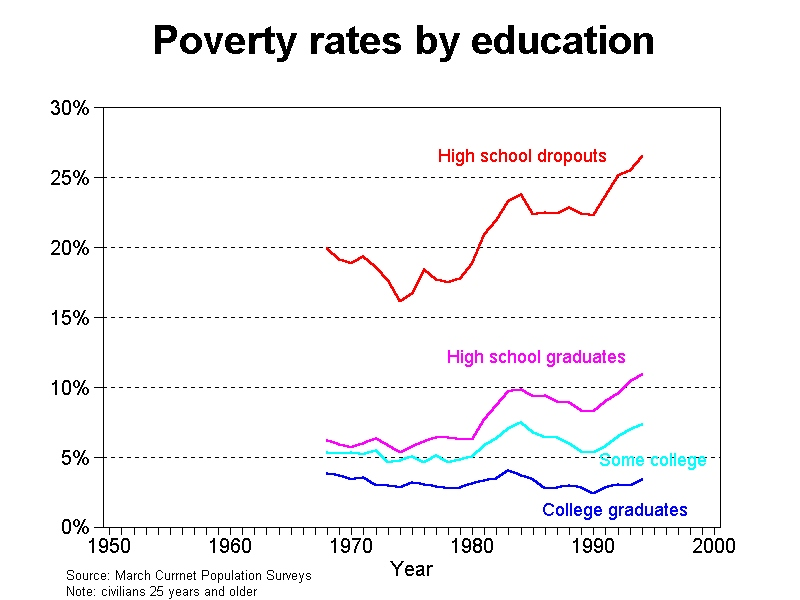 Poverty rates by education
30%
High school dropouts
25%
20%
15%
High school graduates
10%
5%
Some college
College graduates
0%
1950 1960 1970 1980 1990 2000
Year
Source: March Currnet Population Surveys
Note: civilians 25 years and older